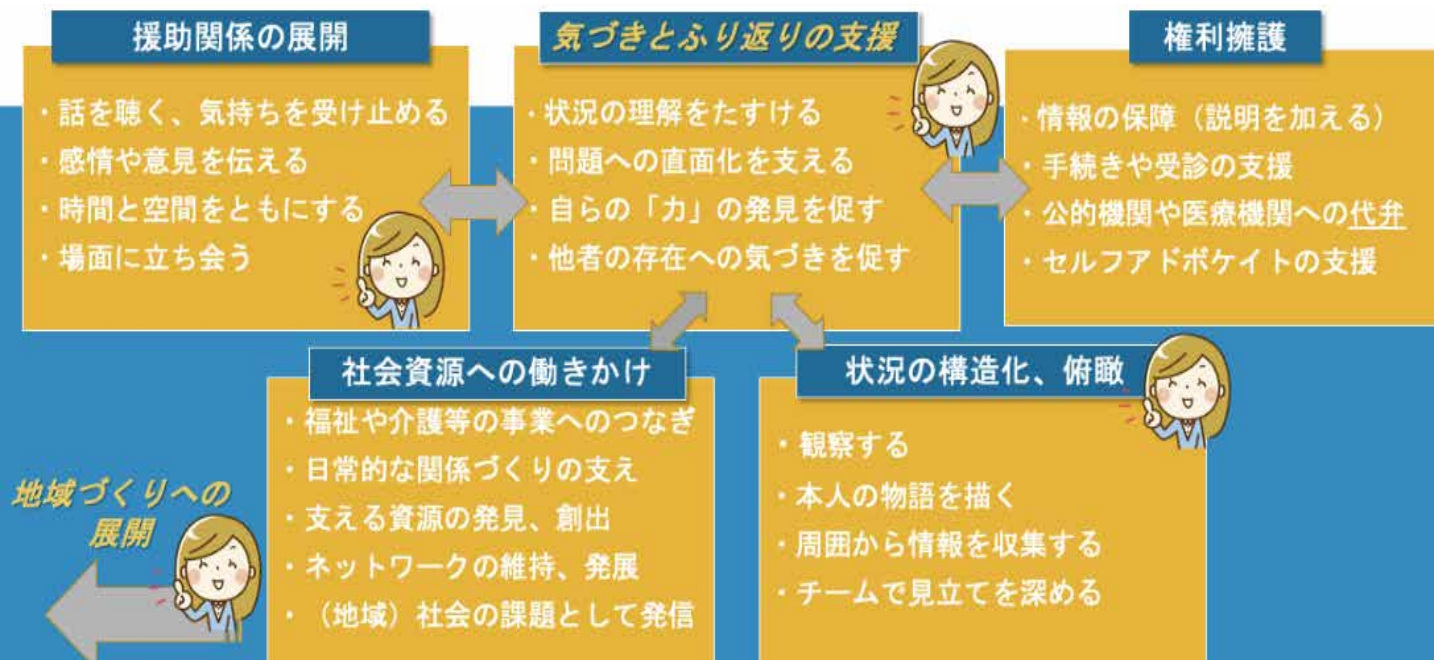 援助関係の展開
・話を聴く、気持ちを受け止める
・感情や意見を伝える
・時間と空間をともにする
・場面に立ち会う
気づきとふり返りの支援
・状況の理解をたすける
・問題への直面化を支える
・自らの「力」の発見を促す
・他者の存在への気づきを促す
権利擁護
・情報の保障（説明を加える）
・手続きや受診の支援
・公的機関や医療機関への代弁
・セルフアドボケイトの支援
社会資源への働きかけ
・福祉や介護等の事業へのつなぎ
・日常的な関係づくりの支え
・支える資源の発見、創出
・ネットワークの維持、発展
・（地域）社会の課題として発信
状況の構造化、俯瞰
・観察する
・本人の物語を描く
・周囲から情報を収集する
・チームで見立てを深める
地域づくりへの
展開